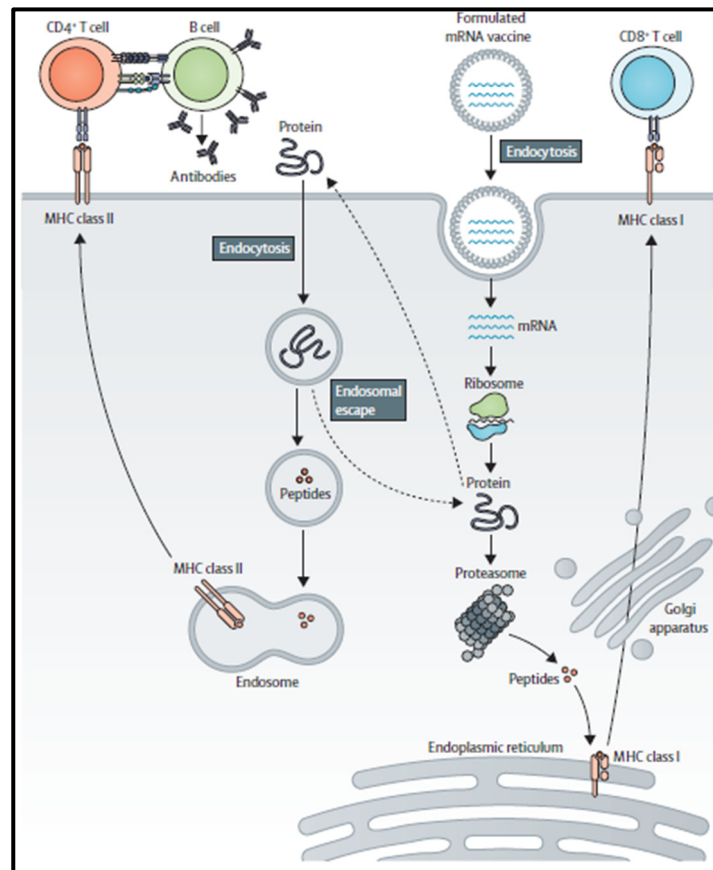 CD4⁺ T cell
B cell
Formulated
mRNA vaccine
CD8⁺ T cell
Protein
Antibodies
Endocytosis
MHC class II
MHC class I
Endocytosis
mRNA
Ribosome
Endosomal
escape
Peptides
Protein
MHC class II
Proteasome
Golgi
apparatus
Endosome
Peptides
Endoplasmic reticulum
MHC class I